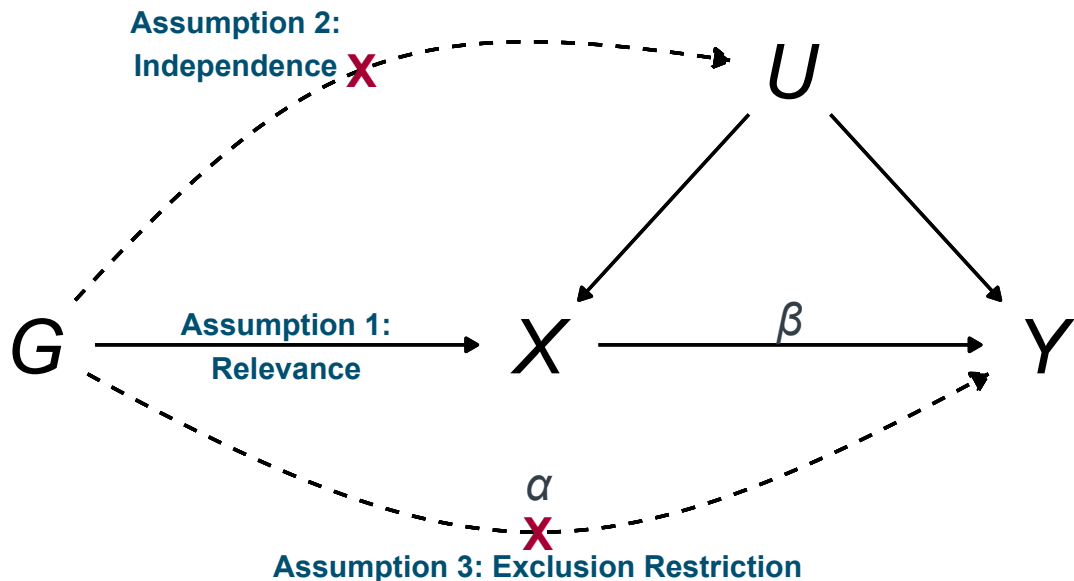 Assumption 2:
Independence
X
U
G
Assumption 1:
Relevance
X
β
Y
α
X
Assumption 3: Exclusion Restriction